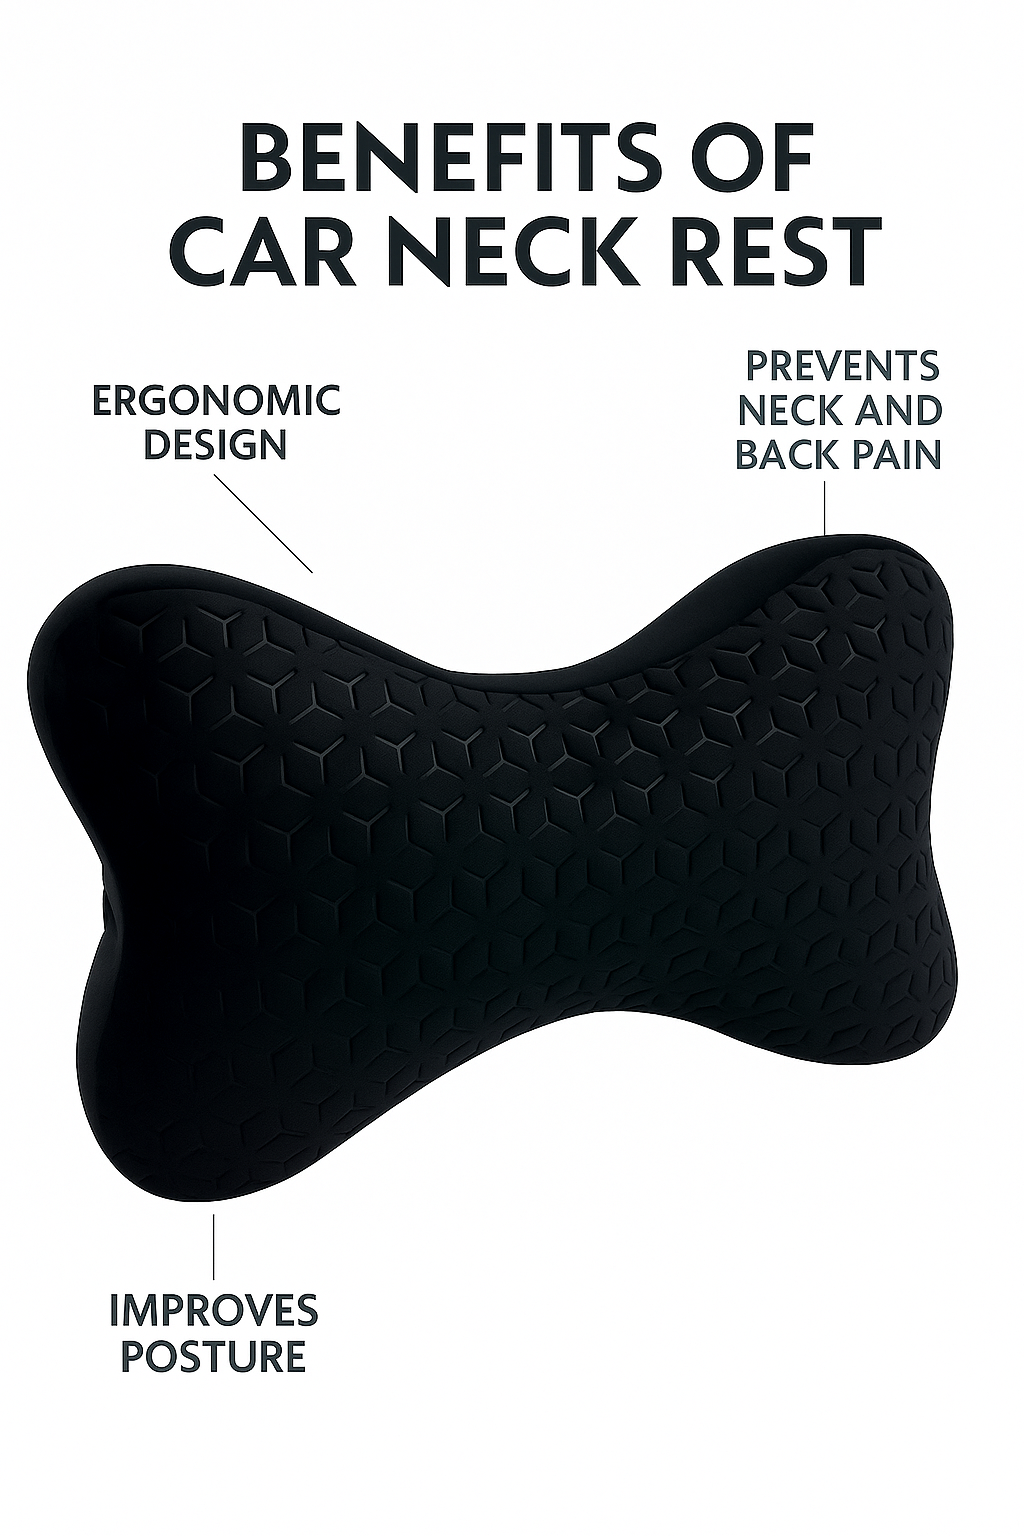 BENEFITS OF
CAR NECK REST
ERGONOMIC
DESIGN
PREVENTS
NECK AND
BACK PAIN
IMPROVES
POSTURE